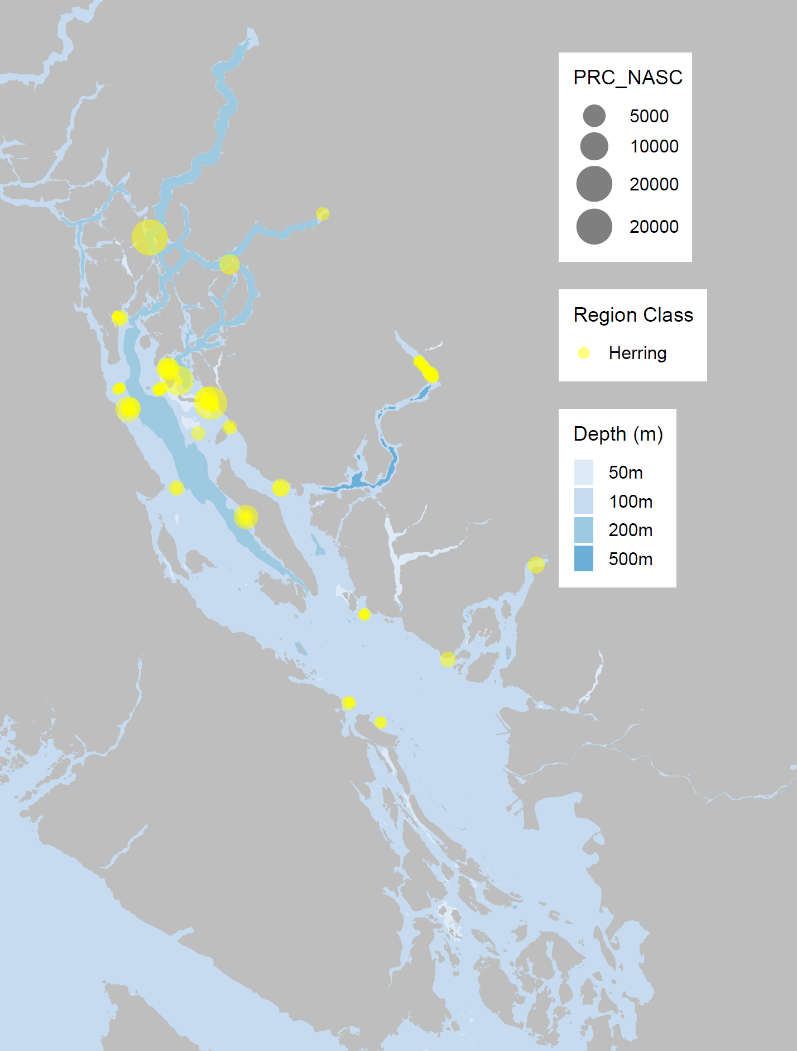 PRC_NASC
5000
10000
20000
20000
Region Class
Herring
Depth (m)
50m
100m
200m
500m